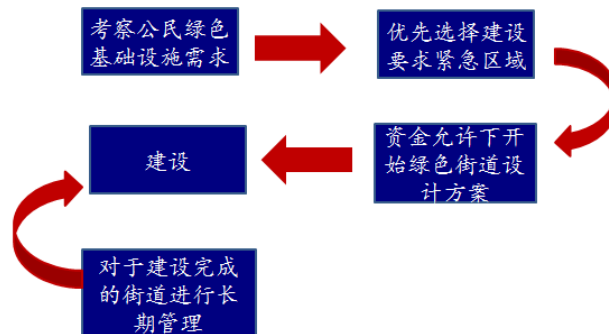 考察公民绿色
基础设施需求
优先选择建设
要求紧急区域
资金允许下开
始绿色街道设
计方案
建设
对于建设完成
的街道进行长
期管理